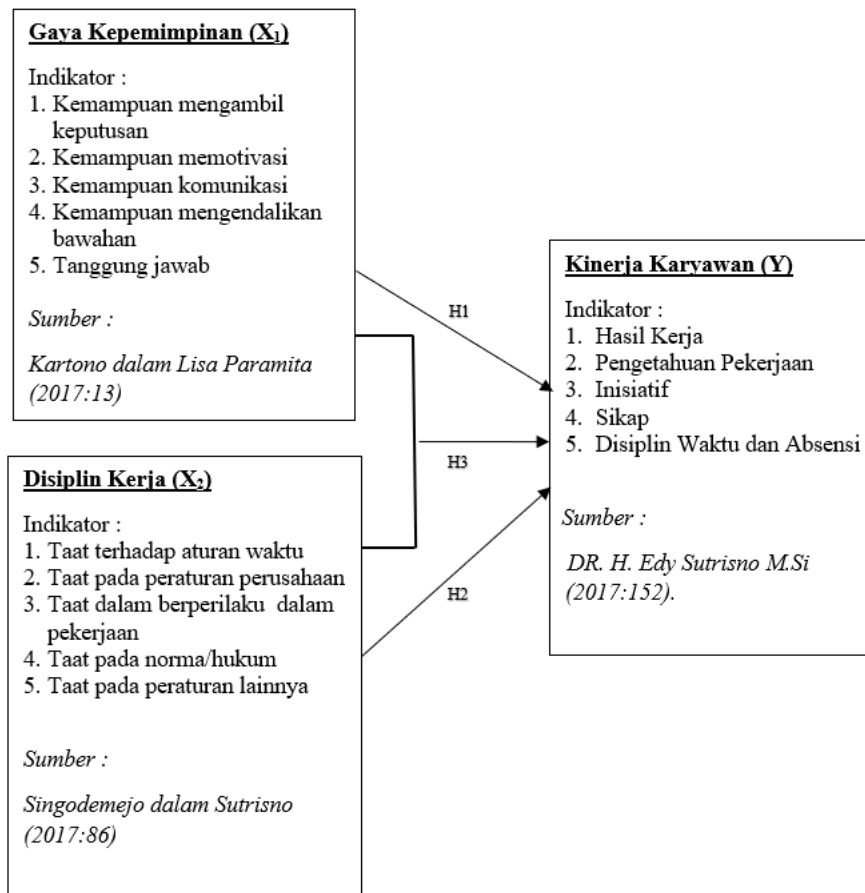 Gaya Kepemimpinan (X₁)
Indikator :
1. Kemampuan mengambil
keputusan
2. Kemampuan memotivasi
3. Kemampuan komunikasi
4. Kemampuan mengendalikan
bawahan
5. Tanggung jawab
Sumber :
Kartono dalam Lisa Paramita
(2017:13)
Disiplin Kerja (X₂)
Indikator :
1. Taat terhadap aturan waktu
2. Taat pada peraturan perusahaan
3. Taat dalam berperilaku dalam
pekerjaan
4. Taat pada norma/hukum
5. Taat pada peraturan lainnya
Sumber :
Singodemejo dalam Sutrisno
(2017:86)
H1
H3
H2
Kinerja Karyawan (Y)
Indikator :
1. Hasil Kerja
2. Pengetahuan Pekerjaan
3. Inisiatif
4. Sikap
5. Disiplin Waktu dan Absensi
Sumber :
DR. H. Edy Sutrisno M.Si
(2017:152).